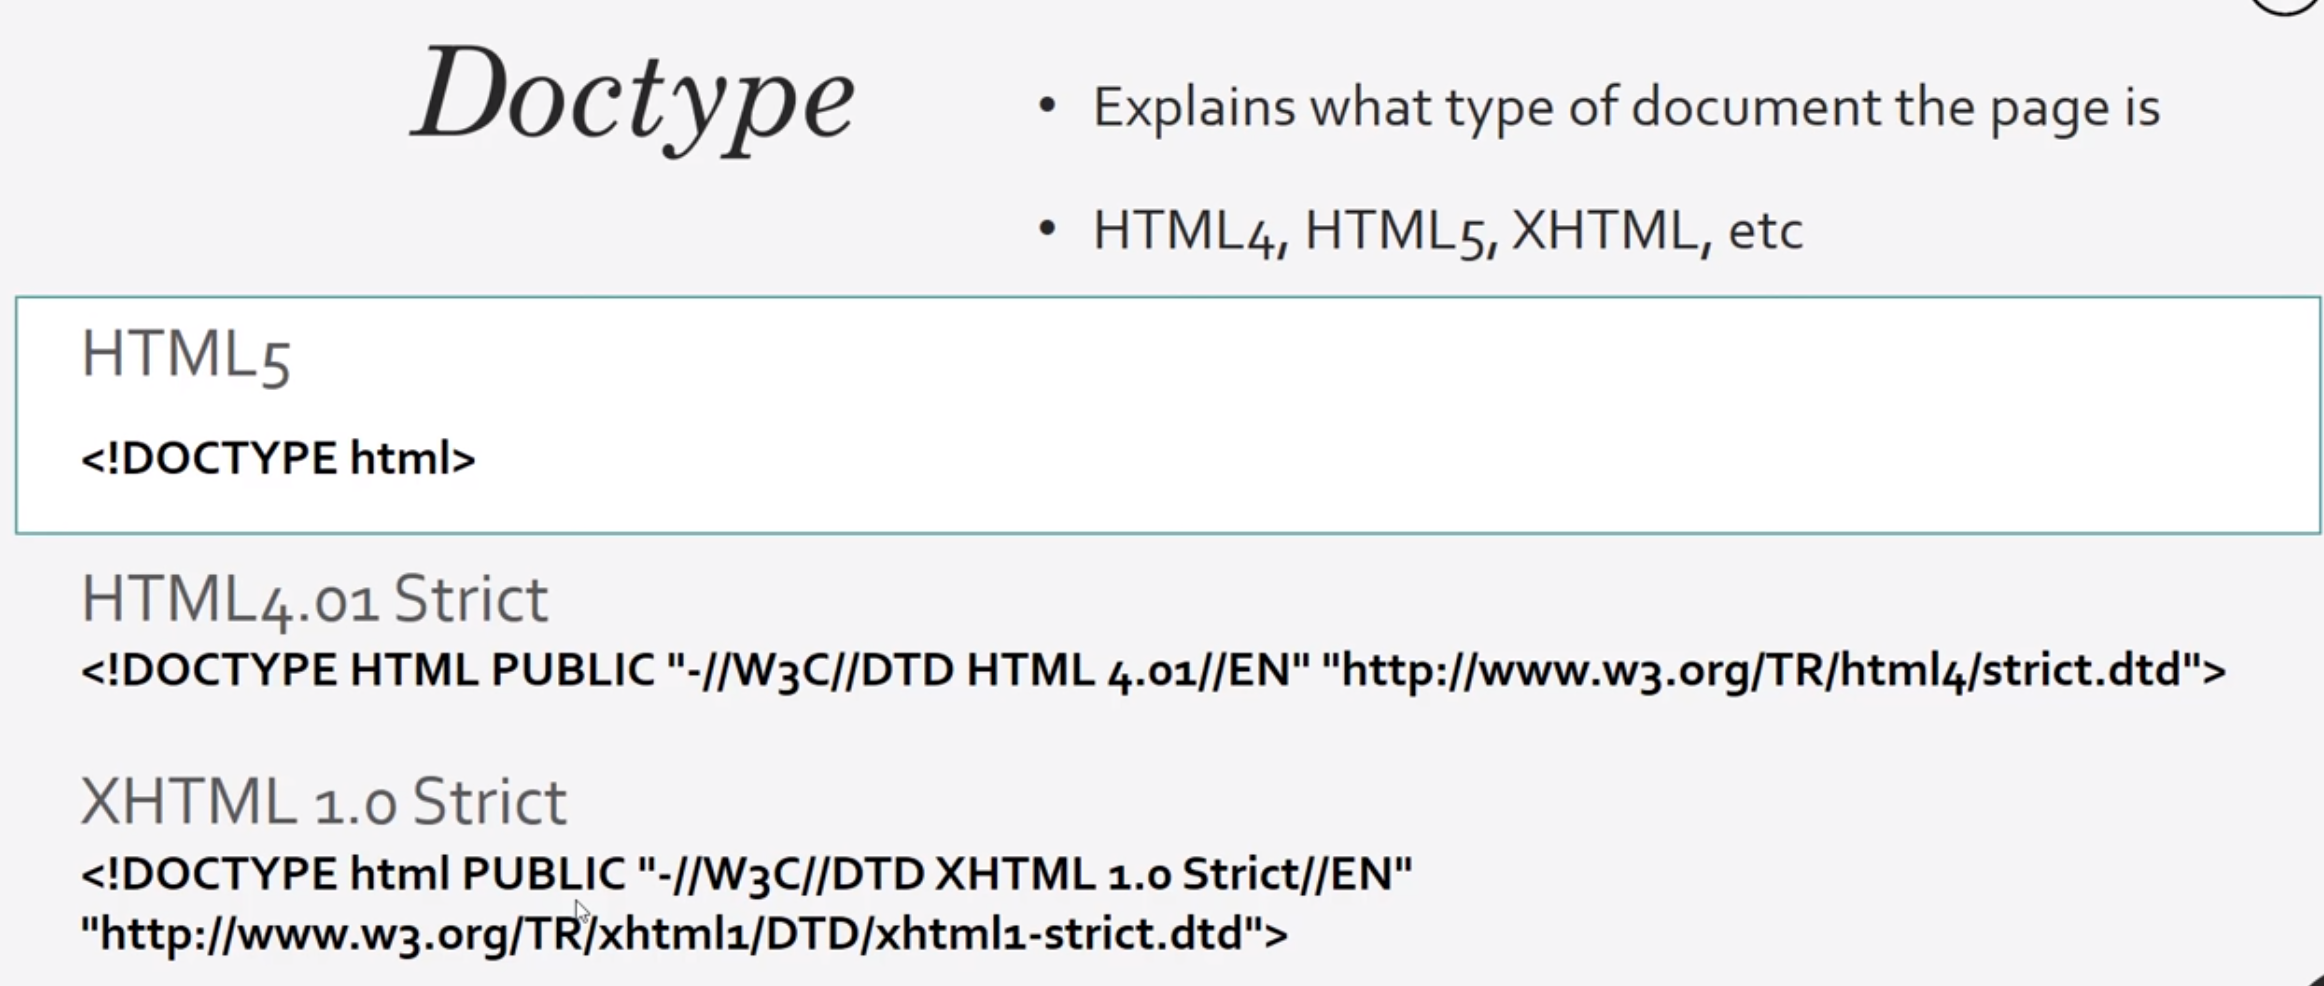 Doctype
• Explains what type of document the page is
• HTML4, HTML5, XHTML, etc
HTML5
<!DOCTYPE html>
HTML4.01 Strict
<!DOCTYPE HTML PUBLIC "-//W3C//DTD HTML 4.01//EN" "http://www.w3.org/TR/html4/strict.dtd">
XHTML 1.0 Strict
<!DOCTYPE html PUBLIC "-//W3C//DTD XHTML 1.0 Strict//EN"
"http://www.w3.org/TR/xhtml1/DTD/xhtml1-strict.dtd">